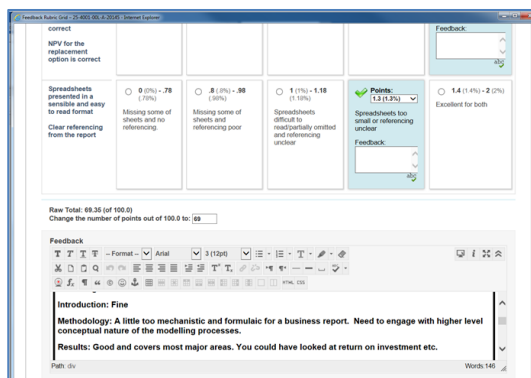 Feedback Rubric Grid - 25-4001-00L-A-20145 - Internet Explorer
correct
NPV for the
replacement
option is correct
Feedback:
abc
Spreadsheets
presented in a
sensible and easy
to read format
Clear referencing
from the report
0 (0%) - .78
(.78%)
Missing some of
sheets and no
referencing.
.8 (.8%) - .98
(.98%)
Missing some of
sheets and
referencing poor
1 (1%) - 1.18
(1.18%)
Spreadsheets
difficult to
read/partially omitted
and referencing
unclear
Points:
1.3 (1.3%)
Spreadsheets too
small or referencing
unclear
Feedback:
abc
1.4 (1.4%) - 2 (2%)
Excellent for both
Raw Total: 69.35 (of 100.0)
Change the number of points out of 100.0 to: 69
Feedback
T T T T -- Format -- Arial 3 (12pt)
HTML CSS
Introduction: Fine
Methodology: A little too mechanistic and formulaic for a business report. Need to engage with higher level
conceptual nature of the modelling processes.
Results: Good and covers most major areas. You could have looked at return on investment etc.
Path: div Words:146